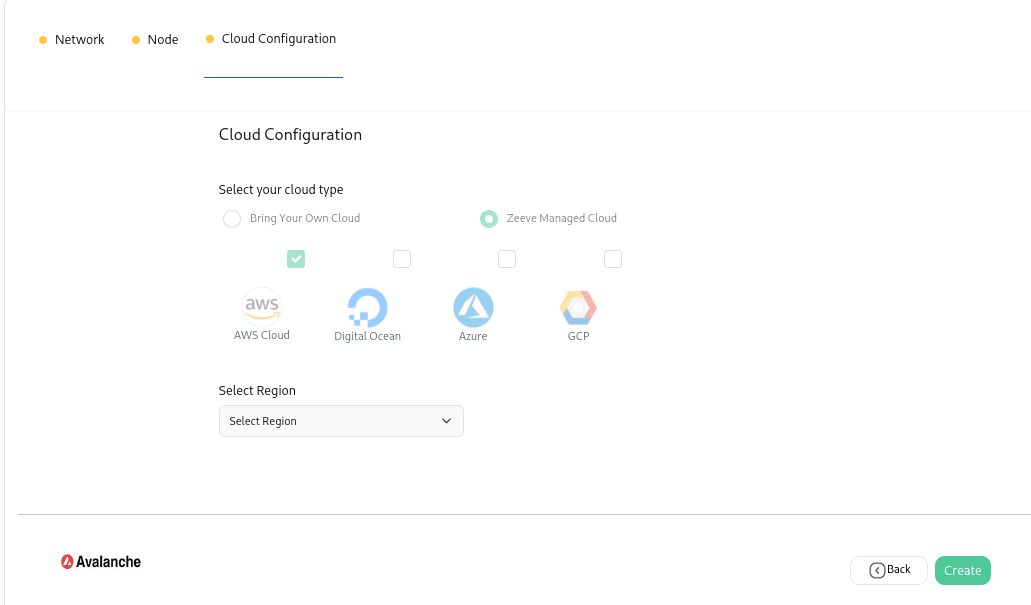 Network
Node
Cloud Configuration
Cloud Configuration
Select your cloud type
Bring Your Own Cloud
Zeeve Managed Cloud
aws
AWS Cloud
Digital Ocean
Azure
GCP
Select Region
Select Region
Avalanche
Back
Create